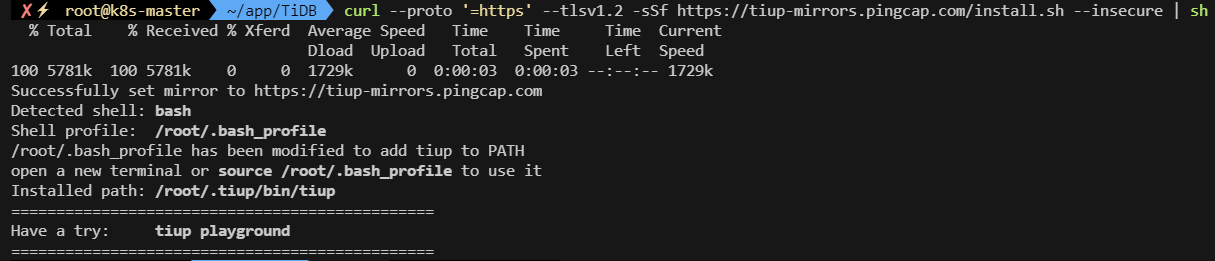 ✗⚡ root@k8s-master ~/app/TiDB curl --proto '=https' --tlsv1.2 -sSf https://tiup-mirrors.pingcap.com/install.sh --insecure | sh
% Total % Received % Xferd Average Speed Time Time Time Current
Dload Upload Total Spent Left Speed
100 5781k 100 5781k 0 0 1729k 0 0:00:03 0:00:03 --:--:-- 1729k
Successfully set mirror to https://tiup-mirrors.pingcap.com
Detected shell: bash
Shell profile: /root/.bash_profile
/root/.bash_profile has been modified to add tiup to PATH
open a new terminal or source /root/.bash_profile to use it
Installed path: /root/.tiup/bin/tiup
===============================================
Have a try: tiup playground
===============================================